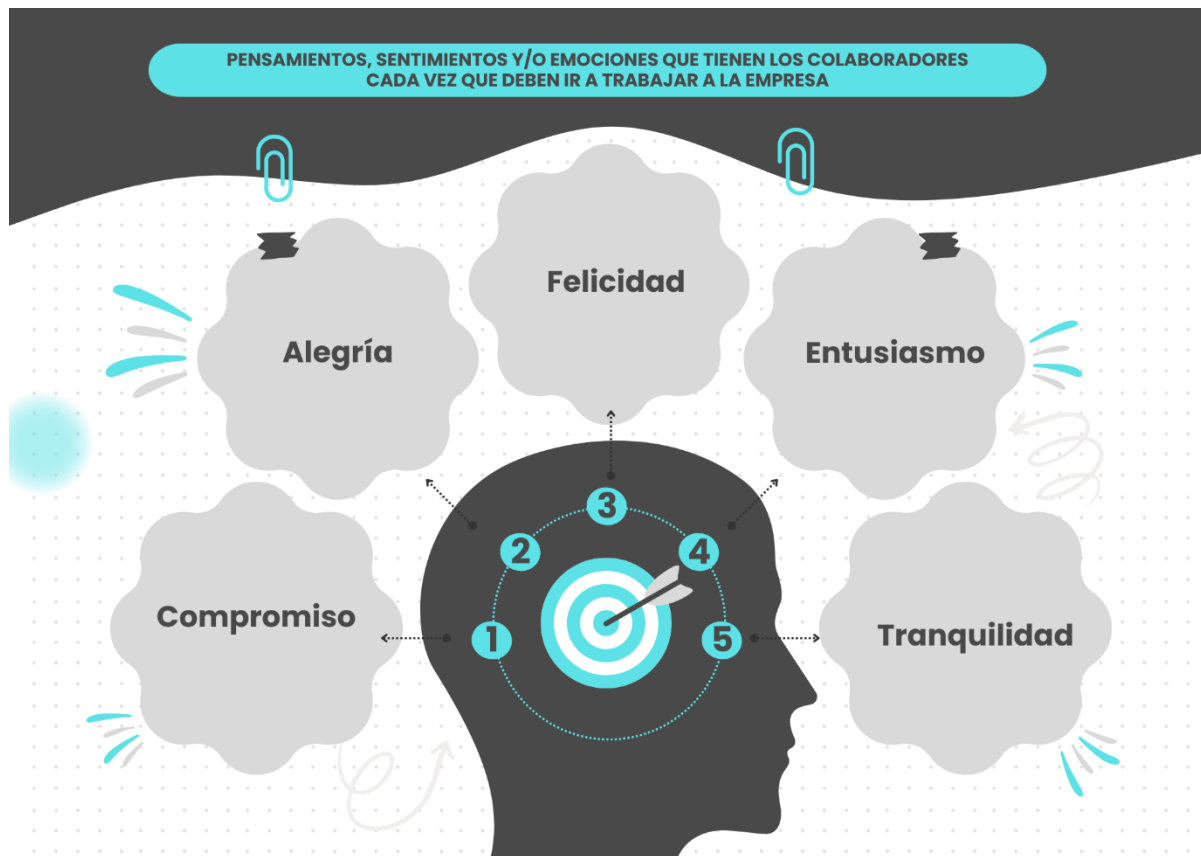 PENSAMIENTOS, SENTIMIENTOS Y/O EMOCIONES QUE TIENEN LOS COLABORADORES
CADA VEZ QUE DEBEN IR A TRABAJAR A LA EMPRESA
Felicidad
Alegría
Entusiasmo
3
2
4
Compromiso
1
5
Tranquilidad